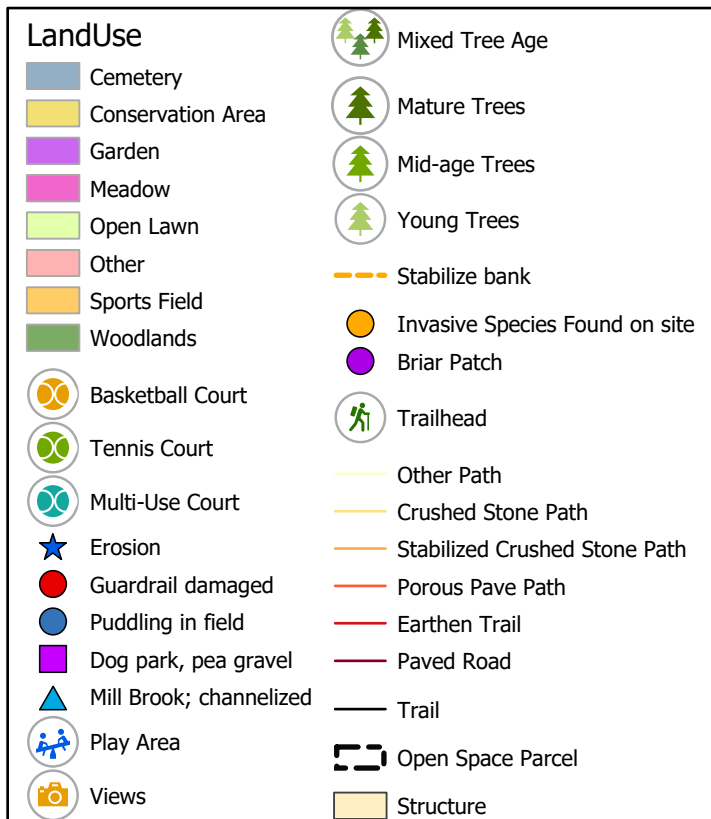 LandUse
Cemetery
Conservation Area
Garden
Meadow
Open Lawn
Other
Sports Field
Woodlands
Basketball Court
Tennis Court
Multi-Use Court
Erosion
Guardrail damaged
Puddling in field
Dog park, pea gravel
Mill Brook; channelized
Play Area
Views
Mixed Tree Age
Mature Trees
Mid-age Trees
Young Trees
Stabilize bank
Invasive Species Found on site
Briar Patch
Trailhead
Other Path
Crushed Stone Path
Stabilized Crushed Stone Path
Porous Pave Path
Earthen Trail
Paved Road
Trail
Open Space Parcel
Structure